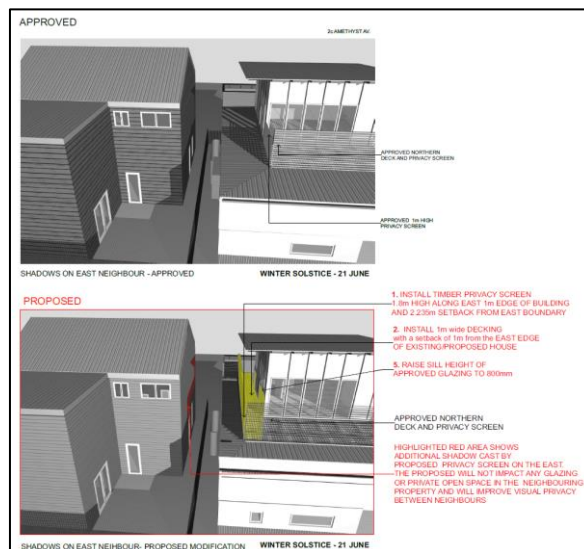 APPROVED
2c AMETHYST AV.
APPROVED NORTHERN
DECK AND PRIVACY SCREEN
APPROVED 1m HIGH
PRIVACY SCREEN
SHADOWS ON EAST NEIGHBOUR - APPROVED
WINTER SOLSTICE - 21 JUNE
PROPOSED
1. INSTALL TIMBER PRIVACY SCREEN
1.8m HIGH ALONG EAST 1m EDGE OF BUILDING
AND 2.235m SETBACK FROM EAST BOUNDARY
2. INSTALL 1m wide DECKING
with a setback of 1m from the EAST EDGE
OF EXISTING/PROPOSED HOUSE
5. RAISE SILL HEIGHT OF
APPROVED GLAZING TO 800mm
APPROVED NORTHERN
DECK AND PRIVACY SCREEN
HIGHLIGHTED RED AREA SHOWS
ADDITIONAL SHADOW CAST BY
PROPOSED PRIVACY SCREEN ON THE EAST.
THE PROPOSED WILL NOT IMPACT ANY GLAZING
OR PRIVATE OPEN SPACE IN THE NEIGHBOURING
PROPERTY AND WILL IMPROVE VISUAL PRIVACY
BETWEEN NEIGHBOURS
SHADOWS ON EAST NEIHBOUR- PROPOSED MODIFICATION
WINTER SOLSTICE - 21 JUNE